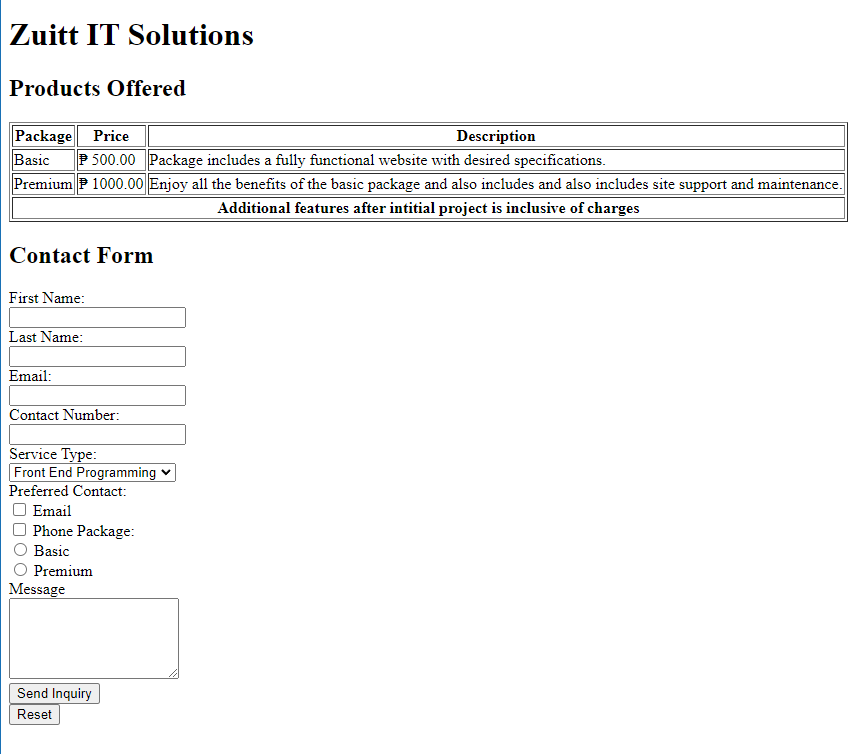 Zuitt IT Solutions
Products Offered
Package Price Description
Basic ₱ 500.00 Package includes a fully functional website with desired specifications.
Premium ₱ 1000.00 Enjoy all the benefits of the basic package and also includes and also includes site support and maintenance.
Additional features after intitial project is inclusive of charges
Contact Form
First Name:
Last Name:
Email:
Contact Number:
Service Type:
Front End Programming
Preferred Contact:
Email
Phone Package:
Basic
Premium
Message
Send Inquiry
Reset